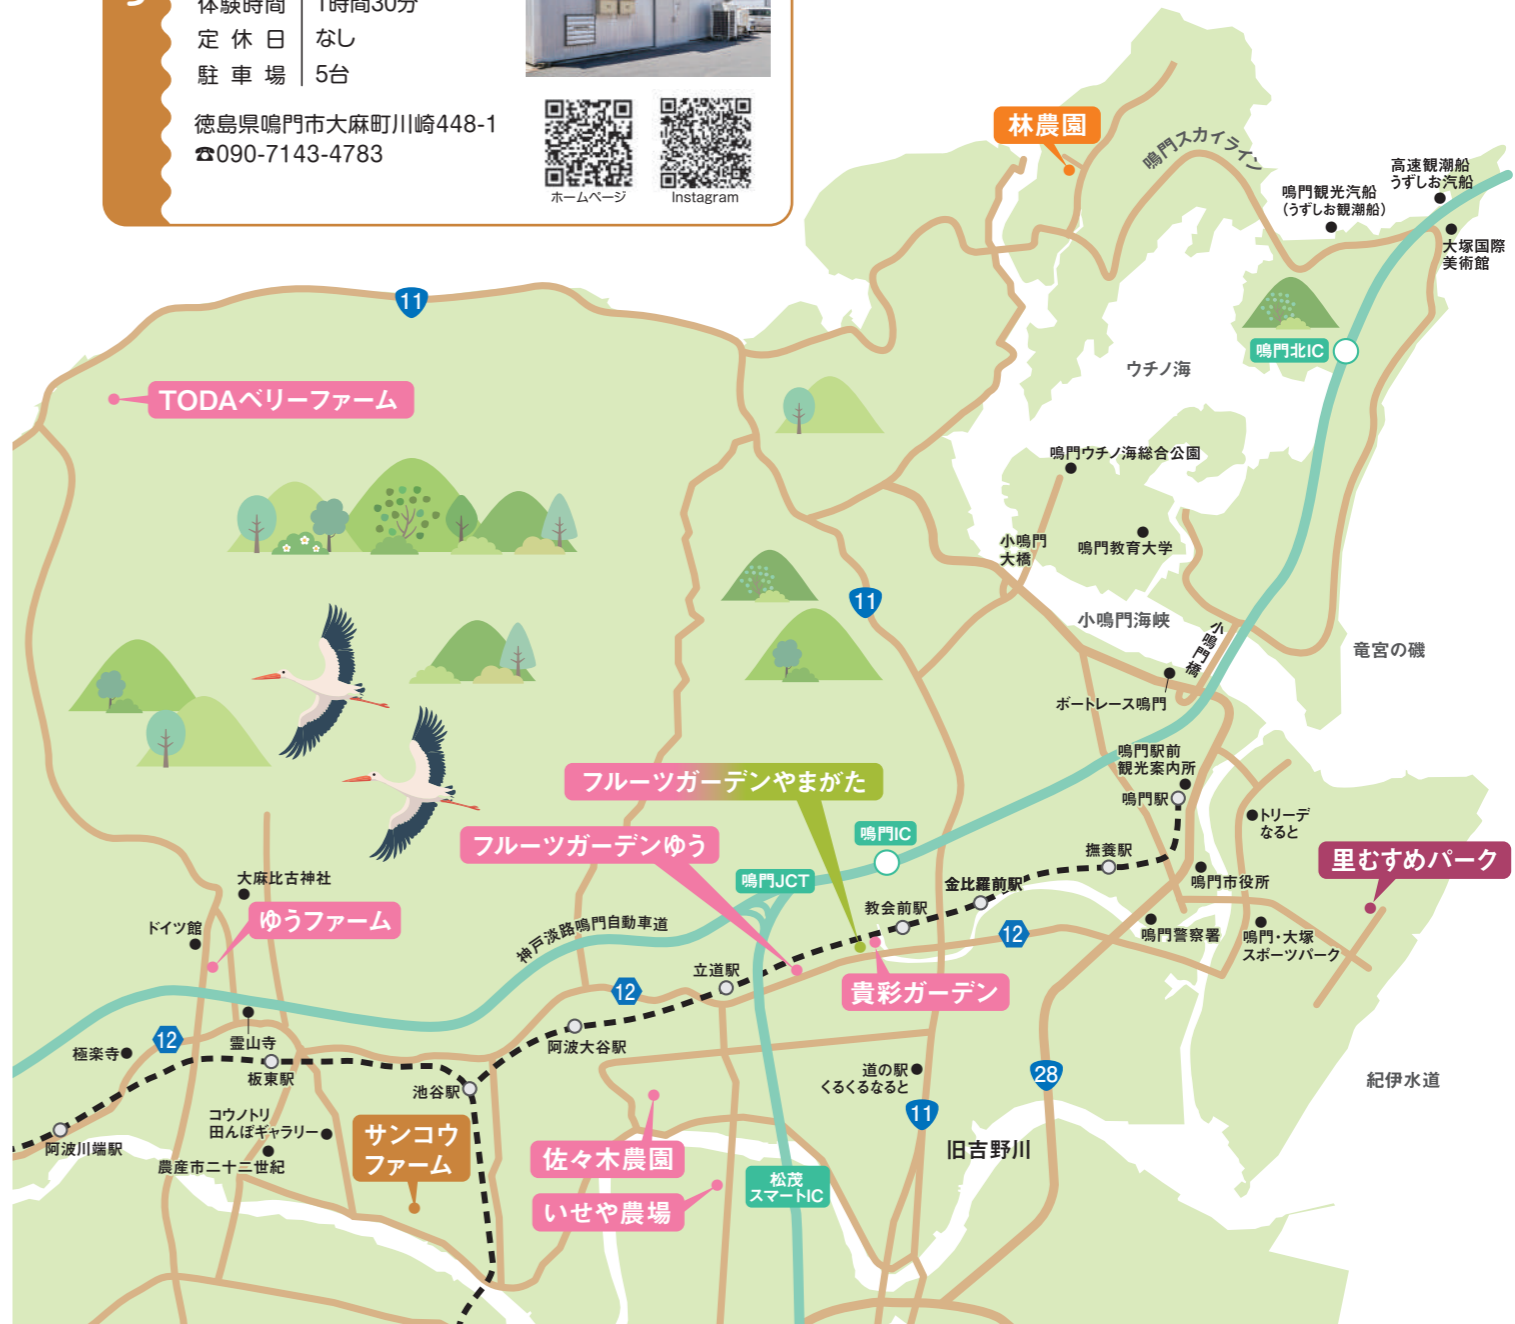 体験時間 1時間30分
定休日 なし
駐車場 5台
徳島県鳴門市大麻町川崎448-1
☎090-7143-4783
ホームページ
Instagram
林農園
鳴門スカイライン
高速観潮船
うずしお汽船
鳴門観光汽船
(うずしお観潮船)
大塚国際
美術館
11
鳴門北IC
ウチノ海
TODAベリーファーム
鳴門ウチノ海総合公園
小鳴門
大橋
鳴門教育大学
11
小鳴門海峡
小鳴門橋
竜宮の磯
ボートレース鳴門
鳴門駅前
観光案内所
鳴門駅
フルーツガーデンやまがた
トリーデ
なると
フルーツガーデンゆう
鳴門IC
撫養駅
里むすめパーク
鳴門JCT
大麻比古神社
金比羅前駅
鳴門市役所
ゆうファーム
教会前駅
ドイツ館
神戸淡路鳴門自動車道
12
鳴門警察署
鳴門・大塚
スポーツパーク
立道駅
12
貴彩ガーデン
12
霊山寺
極楽寺
阿波大谷駅
板東駅
道の駅
くるくるなると
28
紀伊水道
池谷駅
コウノトリ
田んぼギャラリー
サンコウ
ファーム
11
旧吉野川
阿波川端駅
農産市二十二世紀
佐々木農園
松茂
スマートIC
いせや農場